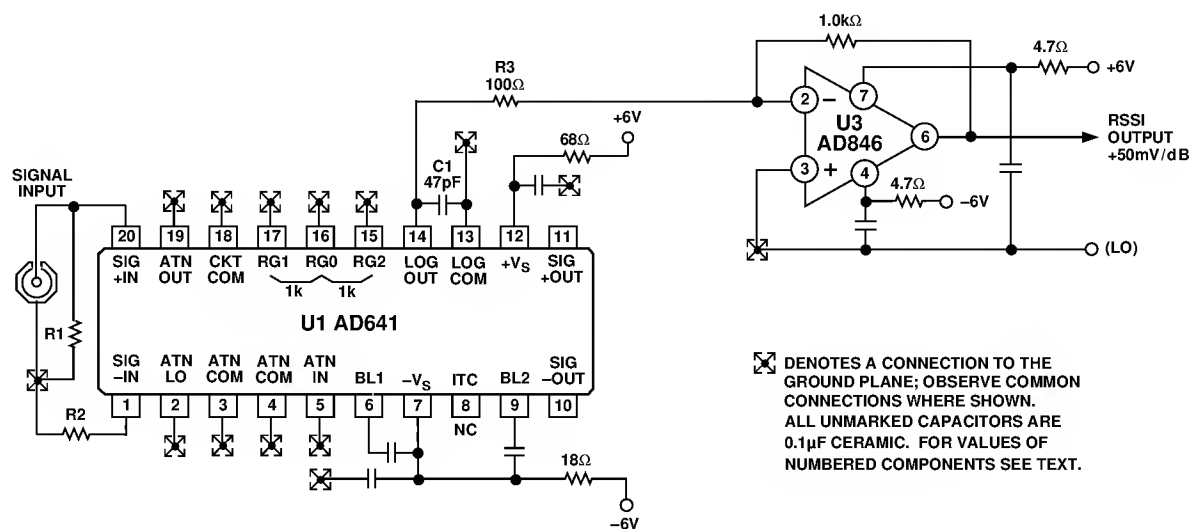 1.0kΩ
4.7Ω
+6V
R3
100Ω
2
–
7
U3
AD846
6
RSSI
OUTPUT
+50mV/dB
3
+
4
4.7Ω
–6V
(LO)
+6V
68Ω
C1
47pF
SIGNAL
INPUT
20
19
18
17
16
15
14
13
12
11
SIG
+IN
ATN
OUT
CKT
COM
RG1
RG0
RG2
LOG
OUT
LOG
COM
+VS
SIG
+OUT
1k
1k
U1 AD641
R1
SIG
–IN
ATN
LO
ATN
COM
ATN
COM
ATN
IN
BL1
–VS
ITC
BL2
SIG
–OUT
1
2
3
4
5
6
7
8
9
10
NC
R2
18Ω
–6V
DENOTES A CONNECTION TO THE
GROUND PLANE; OBSERVE COMMON
CONNECTIONS WHERE SHOWN.
ALL UNMARKED CAPACITORS ARE
0.1µF CERAMIC. FOR VALUES OF
NUMBERED COMPONENTS SEE TEXT.